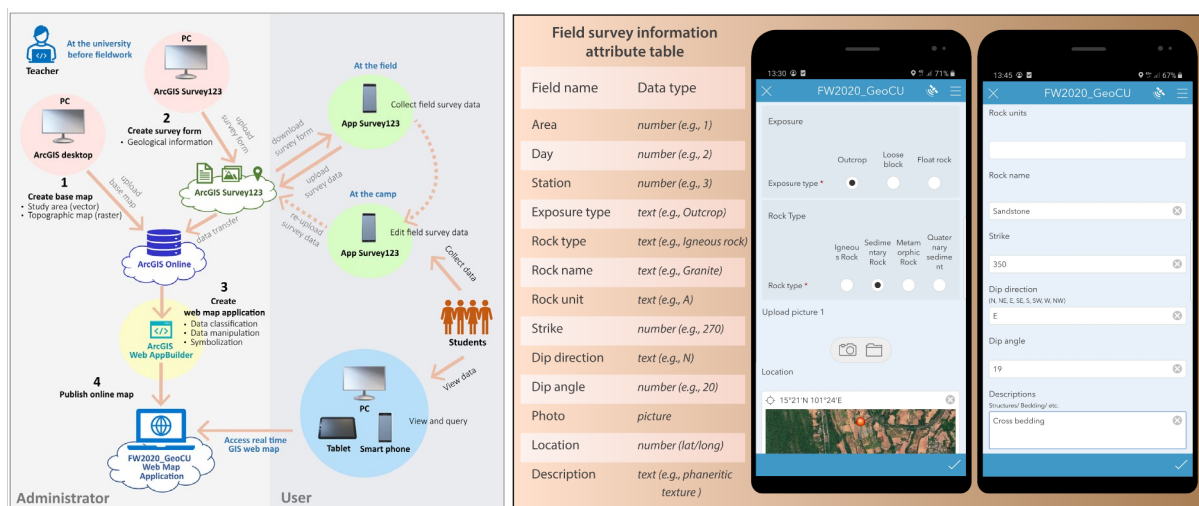 PC
At the university
before fieldwork
Teacher
ArcGIS Survey123
PC
2
Create survey form
• Geological information
ArcGIS desktop
1
Create base map
• Study area (vector)
• Topographic map (raster)
upload
survey form
upload
base map
download
survey form
upload
survey data
re-upload
survey data
data transfer
ArcGIS Survey123
ArcGIS Online
At the field
App Survey123
Collect field survey data
At the camp
App Survey123
Edit field survey data
Collect data
Students
View data
3
Create
web map application
• Data classification
• Data manipulation
• Symbolization
ArcGIS
Web AppBuilder
4
Publish online map
FW2020_GeoCU
Web Map
Application
Access real time
GIS web map
PC
View and query
Tablet
Smart phone
Administrator
User
Field survey information
attribute table
Field name Data type
Area number (e.g., 1)
Day number (e.g., 2)
Station number (e.g., 3)
Exposure type text (e.g., Outcrop)
Rock type text (e.g., Igneous rock)
Rock name text (e.g., Granite)
Rock unit text (e.g., A)
Strike number (e.g., 270)
Dip direction text (e.g., N)
Dip angle number (e.g., 20)
Photo picture
Location number (lat/long)
Description text (e.g., phaneritic
texture )
13:30 71%
FW2020_GeoCU
Exposure
Outcrop Loose
block Float rock
Exposure type *
Rock Type
Igneou
s Rock
Sedime
ntary
Rock
Metam
orphic
Rock
Quater
nary
sedime
nt
Rock type *
Upload picture 1
Location
15°21'N 101°24'E
13:45 67%
FW2020_GeoCU
Rock units
Rock name
Sandstone
Strike
350
Dip direction
(N, NE, E, SE, S, SW, W, NW)
E
Dip angle
19
Descriptions
Structures/ Bedding/ etc.
Cross bedding